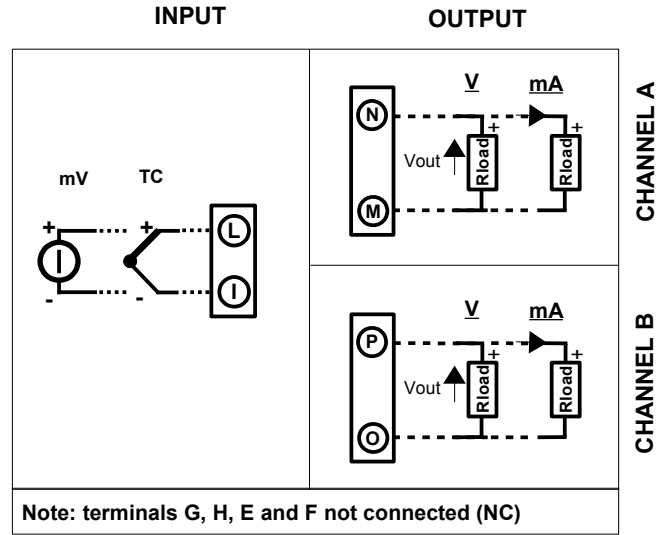 INPUT
OUTPUT
mV
TC
+
+
-
-
L
I
V
mA
N
+
+
Vout
Rload
Rload
M
CHANNEL A
V
mA
P
+
+
Vout
Rload
Rload
O
CHANNEL B
Note: terminals G, H, E and F not connected (NC)